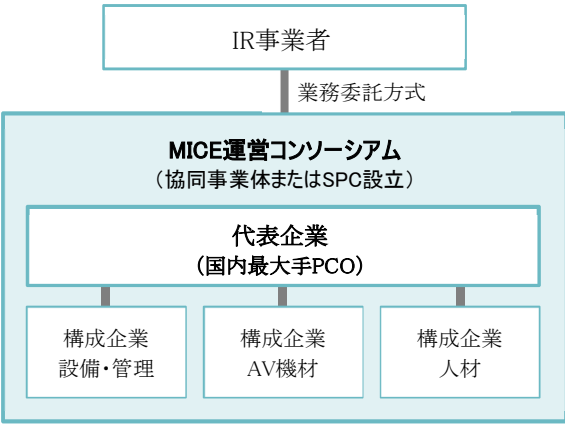 IR事業者
業務委託方式
MICE運営コンソーシアム
（協同事業体またはSPC設立）
代表企業
（国内最大手PCO）
構成企業
設備・管理
構成企業
AV機材
構成企業
人材